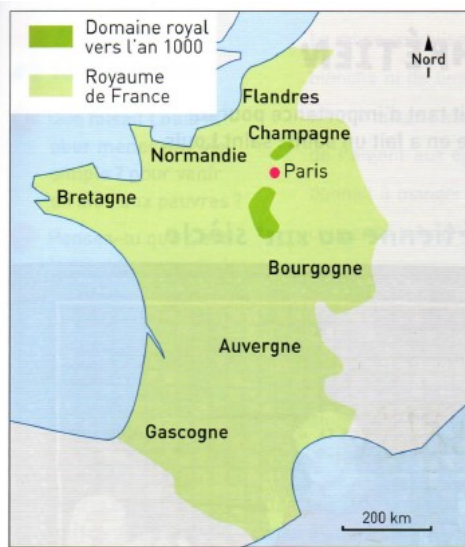 Domaine royal
vers l'an 1000
Royaume
de France
Nord
Flandres
Champagne
Normandie
Paris
Bretagne
Bourgogne
Auvergne
Gascogne
200 km